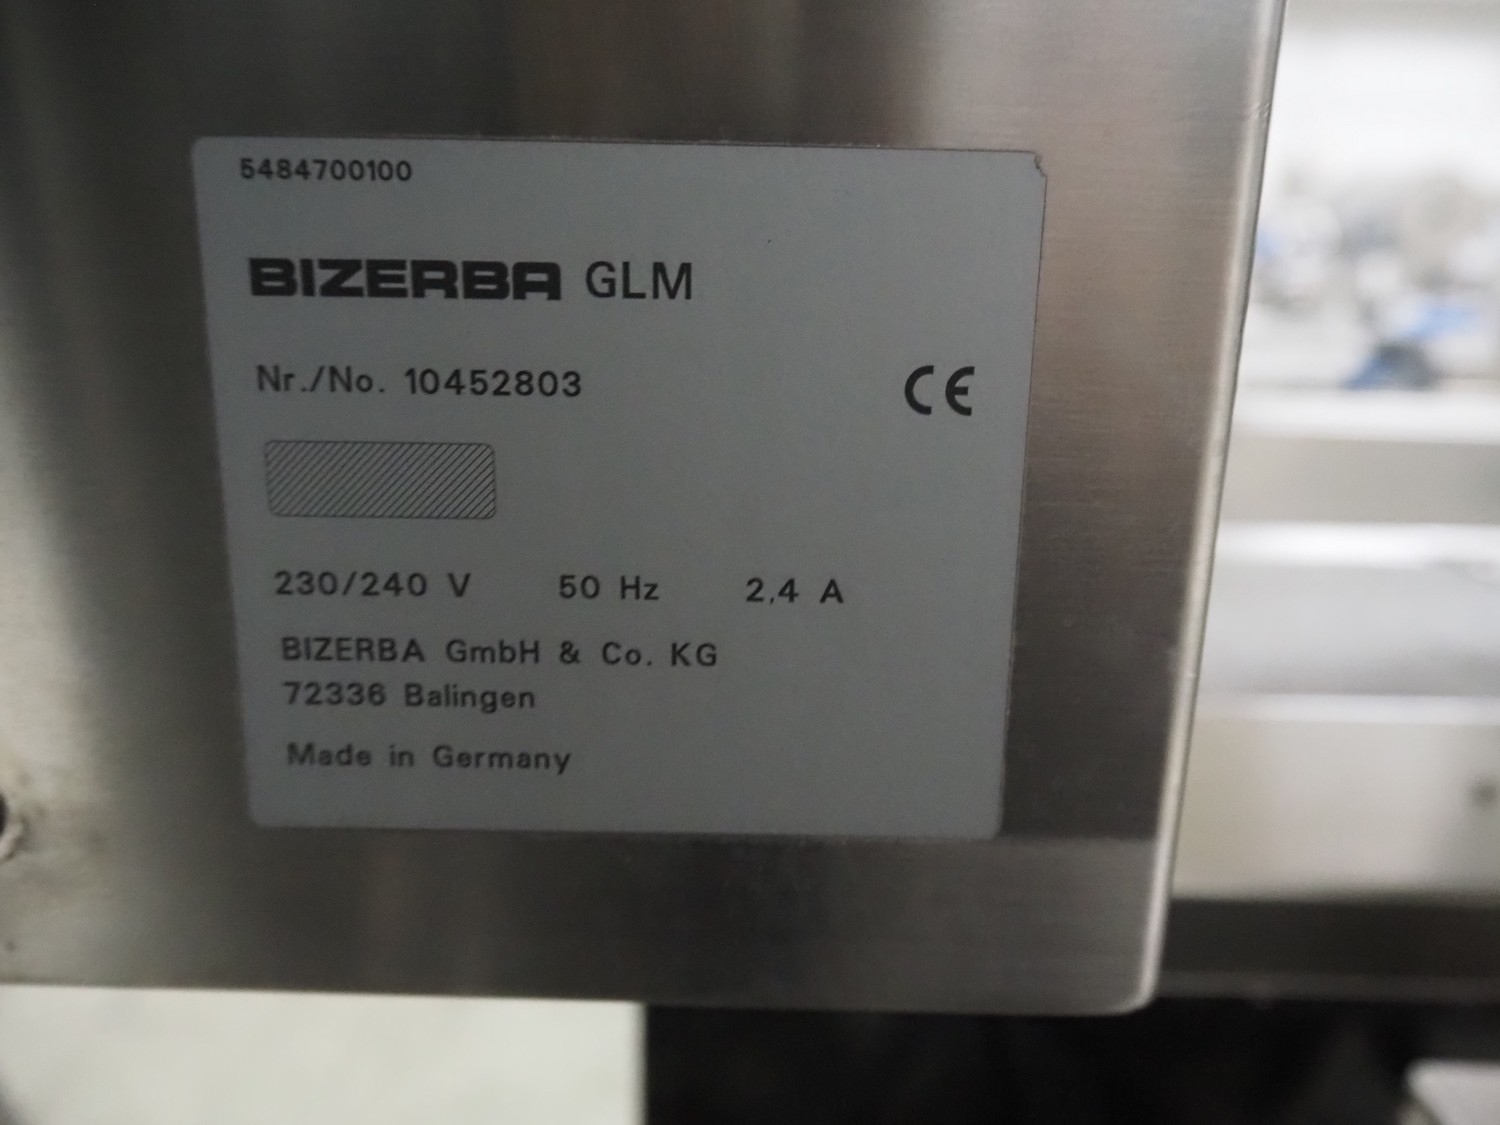 5484700100
BIZERBA GLM
Nr./No. 10452803
CE
230/240 V 50 Hz 2,4 A
BIZERBA GmbH & Co. KG
72336 Balingen
Made in Germany